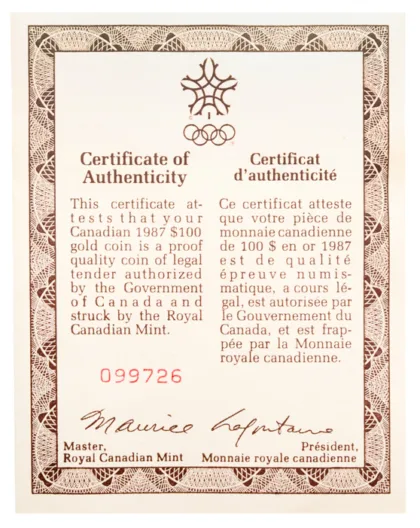 Certificate of
Authenticity
This certificate at-
tests that your
Canadian 1987 $100
gold coin is a proof
quality coin of legal
tender authorized
by the Government
of Canada and
struck by the Royal
Canadian Mint.
Certificat
d'authenticité
Ce certificat atteste
que votre pièce de
monnaie canadienne
de 100 $ en or 1987
est de qualité
épreuve numis-
matique, a cours lé-
gal, est autorisée par
le Gouvernement du
Canada, et est frap-
pée par la Monnaie
royale canadienne.
099726
Maurice Lafontaine
Master,
Royal Canadian Mint
Président,
Monnaie royale canadienne